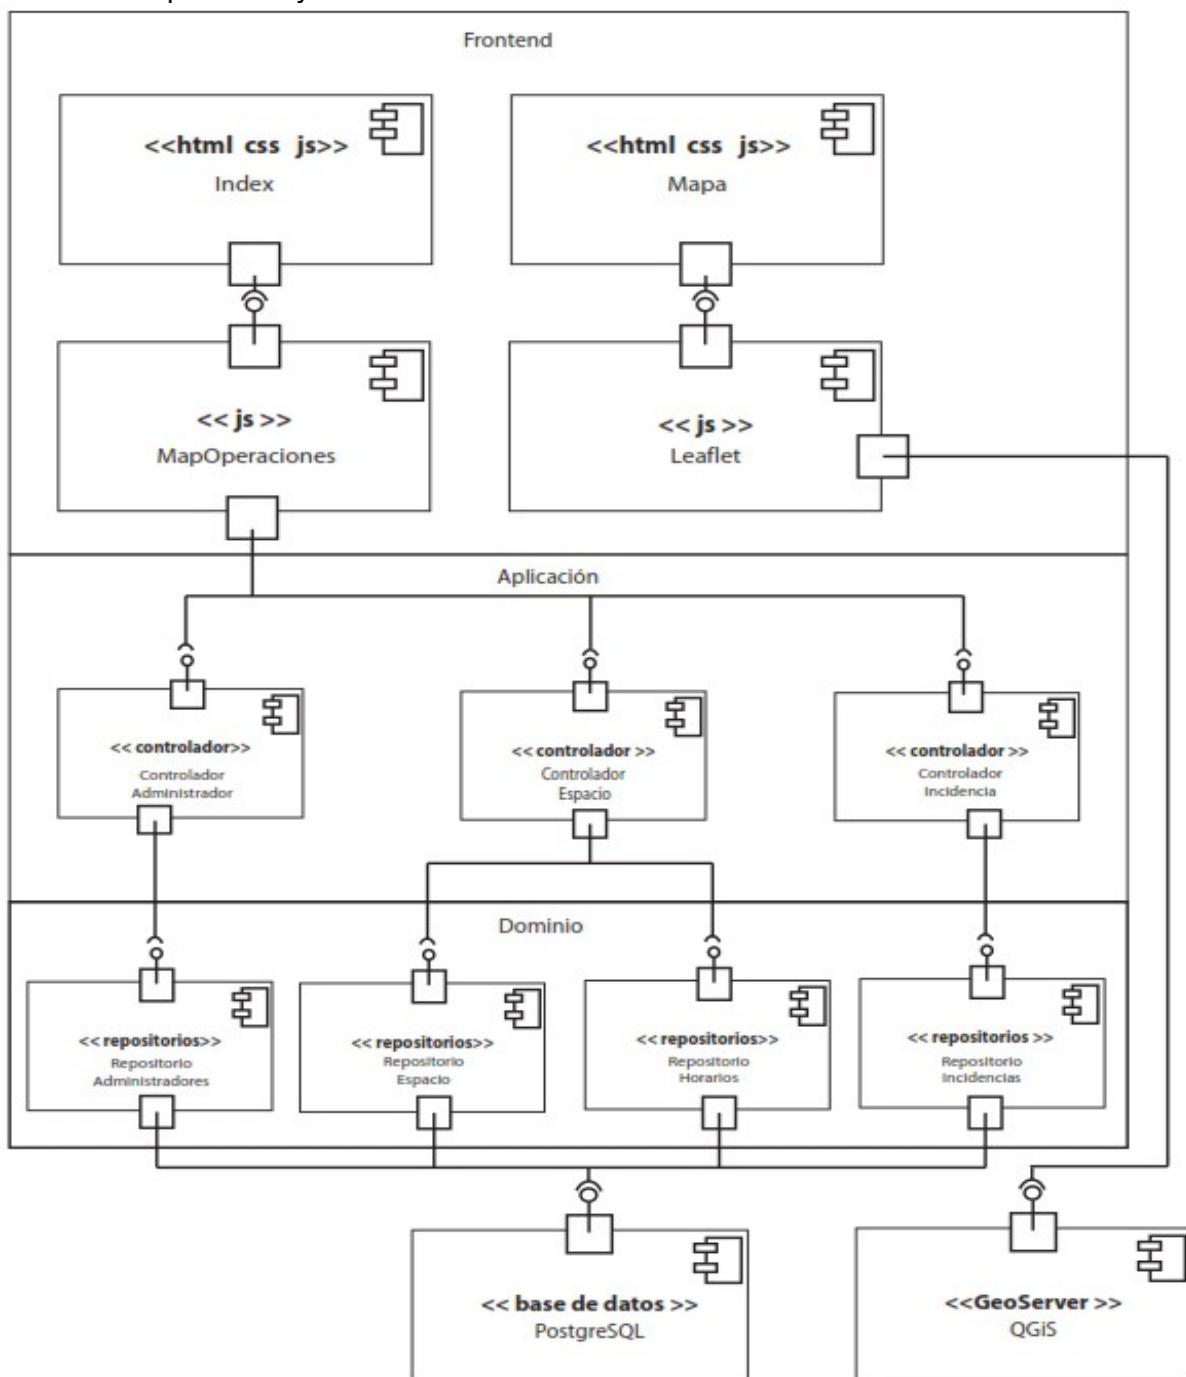 Frontend
<<html css js>>
Index
<<html css js>>
Mapa
<< js >>
MapOperaciones
<< js >>
Leaflet
Aplicación
<< controlador>>
Controlador
Administrador
<< controlador >>
Controlador
Espacio
<< controlador >>
Controlador
Incidencia
Dominio
<< repositorios>>
Repositorio
Administradores
<< repositorios>>
Repositorio
Espacio
<< repositorios>>
Repositorio
Horarios
<< repositorios >>
Repositorio
Incidencias
<< base de datos >>
PostgreSQL
<<GeoServer >>
QGiS